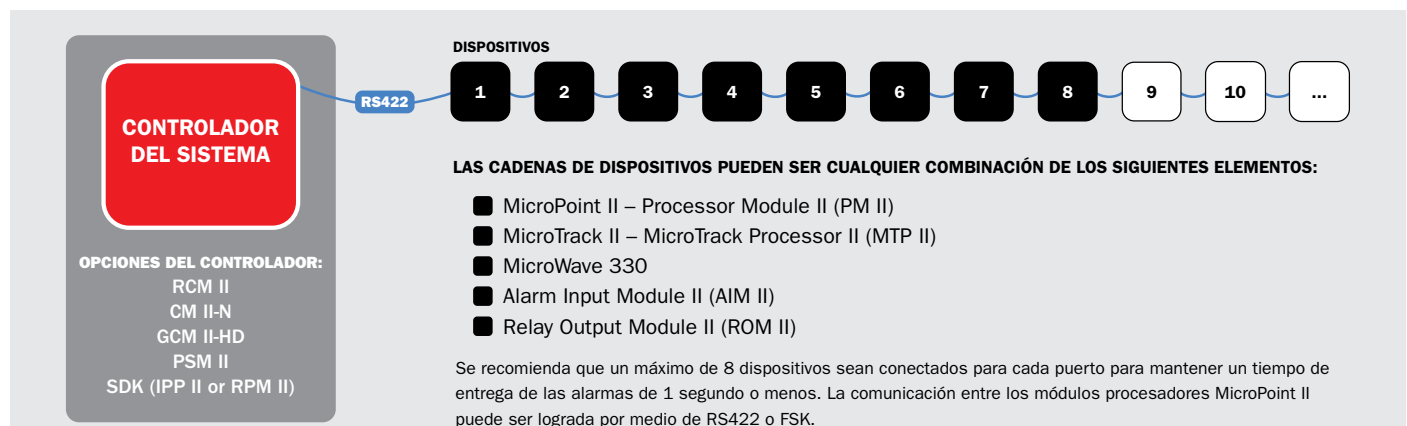 CONTROLADOR
DEL SISTEMA
OPCIONES DEL CONTROLADOR:
RCM II
CM II-N
GCM II-HD
PSM II
SDK (IPP II or RPM II)
RS422
DISPOSITIVOS
1 2 3 4 5 6 7 8 9 10 ...
LAS CADENAS DE DISPOSITIVOS PUEDEN SER CUALQUIER COMBINACIÓN DE LOS SIGUIENTES ELEMENTOS:
MicroPoint II – Processor Module II (PM II)
MicroTrack II – MicroTrack Processor II (MTP II)
MicroWave 330
Alarm Input Module II (AIM II)
Relay Output Module II (ROM II)
Se recomienda que un máximo de 8 dispositivos sean conectados para cada puerto para mantener un tiempo de
entrega de las alarmas de 1 segundo o menos. La comunicación entre los módulos procesadores MicroPoint II
puede ser lograda por medio de RS422 o FSK.